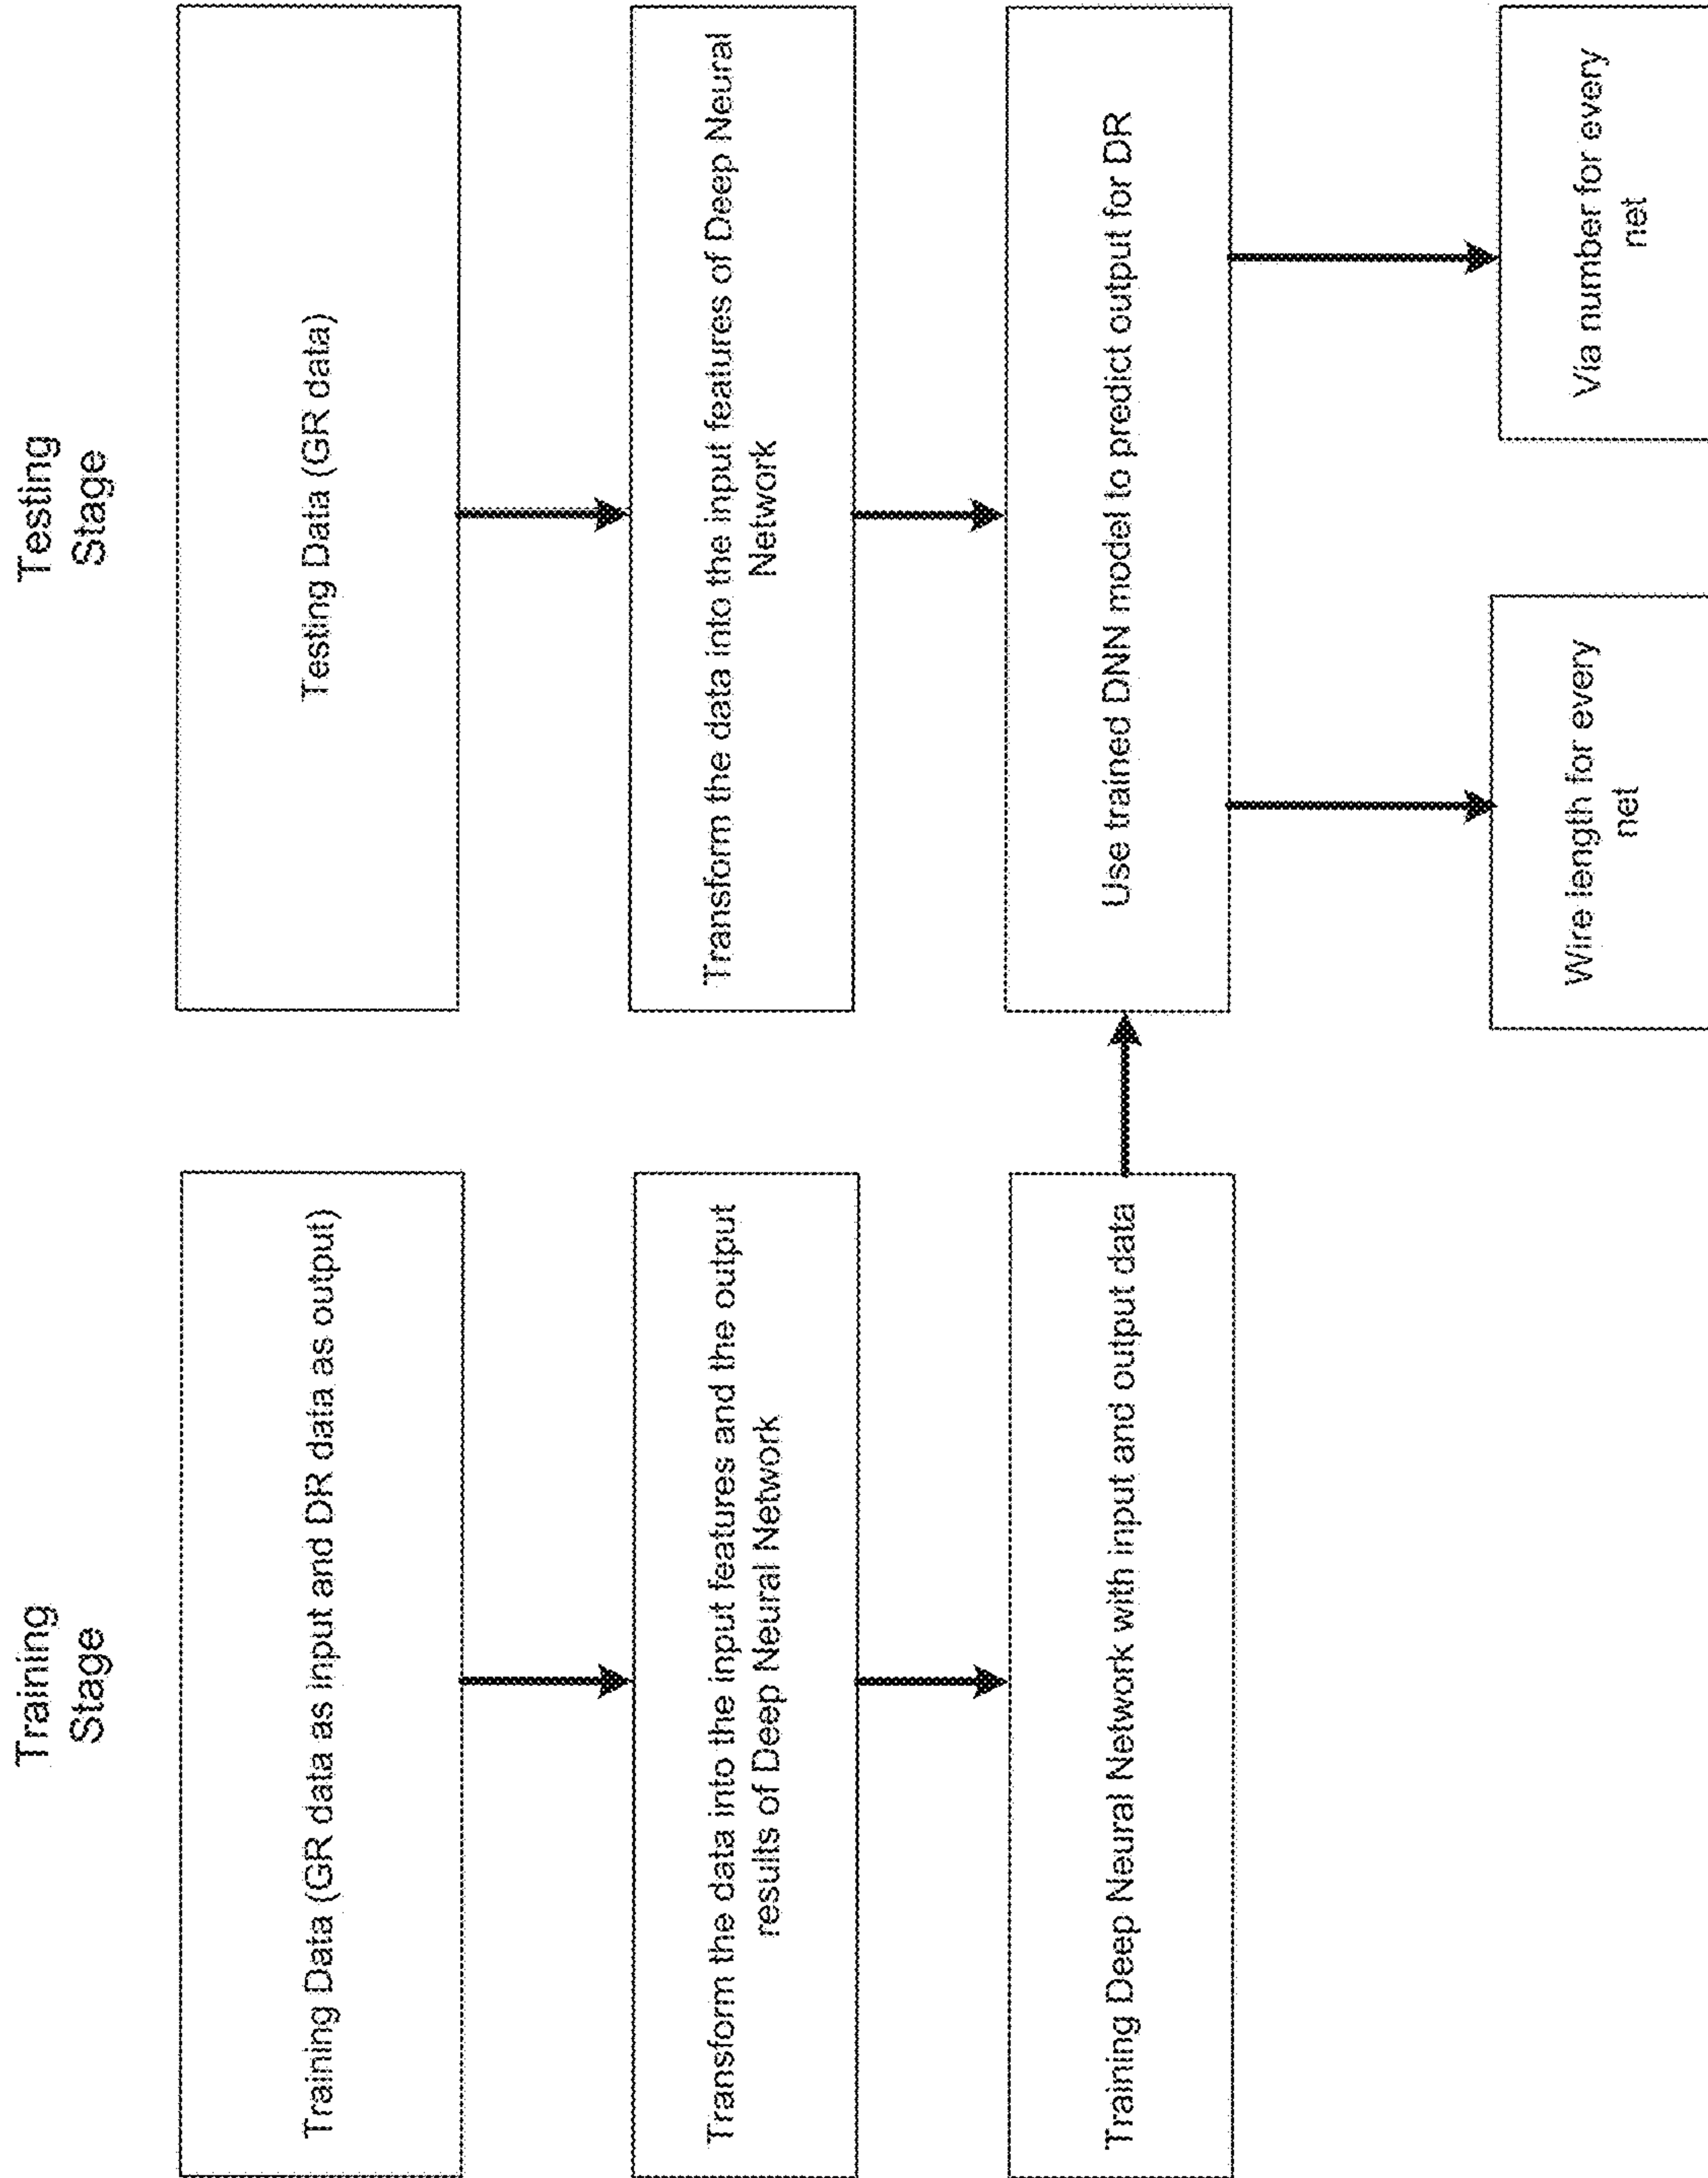 Training
Stage
Training Data (GR data as input and DR data as output)
Transform the data into the input features and the output
results of Deep Neural Network
Training Deep Neural Network with input and output data
Testing
Stage
Testing Data (GR data)
Transform the data into the input features of Deep Neural
Network
Use trained DNN model to predict output for DR
Wire length for every
net
Via number for every
net